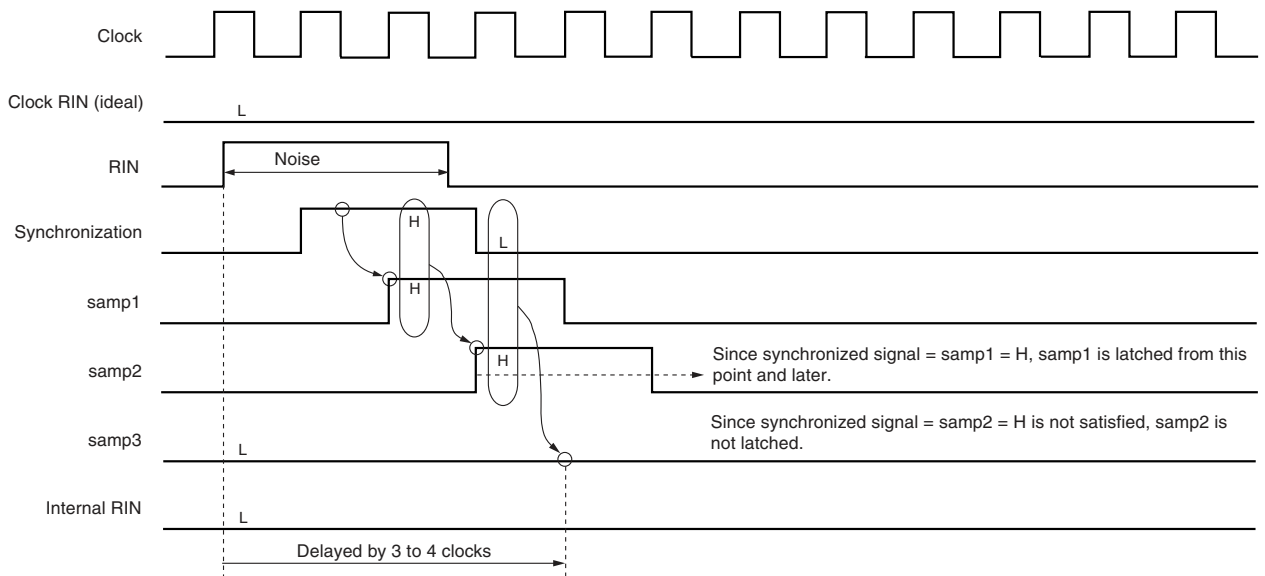 Clock
Clock RIN (ideal)
L
RIN
Noise
Synchronization
H
L
samp1
H
samp2
H
Since synchronized signal = samp1 = H, samp1 is latched from this
point and later.
samp3
L
Since synchronized signal = samp2 = H is not satisfied, samp2 is
not latched.
Internal RIN
L
Delayed by 3 to 4 clocks